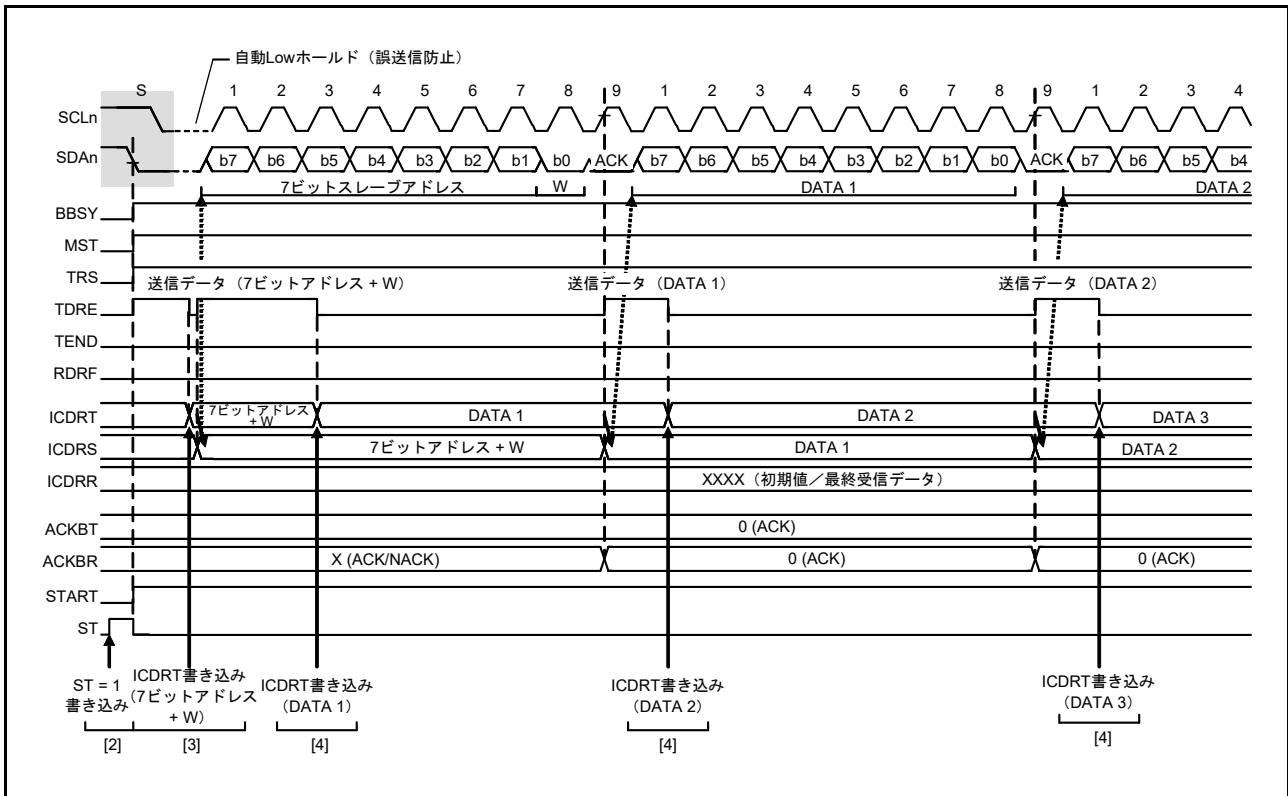 自動Lowホールド（誤送信防止）
S 1 2 3 4 5 6 7 8 9 1 2 3 4 5 6 7 8 9 1 2 3 4
SCLn
SDAn b7 b6 b5 b4 b3 b2 b1 b0 ACK b7 b6 b5 b4 b3 b2 b1 b0 ACK b7 b6 b5 b4
7ビットスレーブアドレス W DATA 1 DATA 2
BBSY
MST
TRS
送信データ（7ビットアドレス + W） 送信データ（DATA 1） 送信データ（DATA 2）
TDRE
TEND
RDRF
ICDRT 7ビットアドレス
+ W
DATA 1 DATA 2 DATA 3
ICDRS 7ビットアドレス + W DATA 1 DATA 2
ICDRR XXXX（初期値／最終受信データ）
ACKBT 0 (ACK)
ACKBR X (ACK/NACK) 0 (ACK) 0 (ACK)
START
ST
ST = 1
書き込み
ICDRT書き込み
（7ビットアドレス
+ W）
ICDRT書き込み
（DATA 1）
ICDRT書き込み
（DATA 2）
ICDRT書き込み
（DATA 3）
[2] [3] [4] [4] [4]